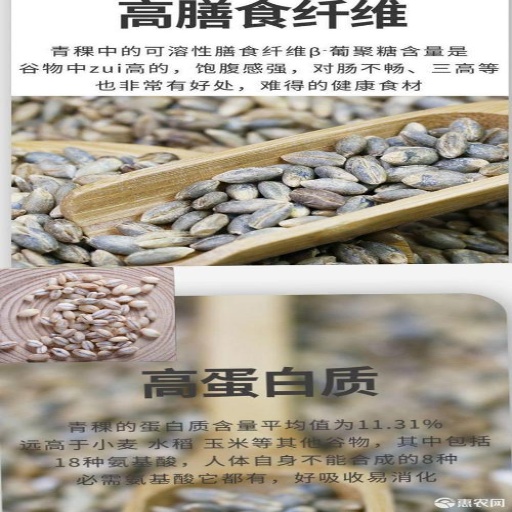 高膳食纤维
青稞中的可溶性膳食纤维β-葡聚糖含量是
谷物中zui高的，饱腹感强，对肠不畅、三高等
也非常有好处，难得的健康食材
高蛋白质
青稞的蛋白质含量平均值为11.31%
远高于小麦 水稻 玉米等其他谷物，其中包括
18种氨基酸，人体自身不能合成的8种
必需氨基酸它都有，好吸收易消化
惠农网